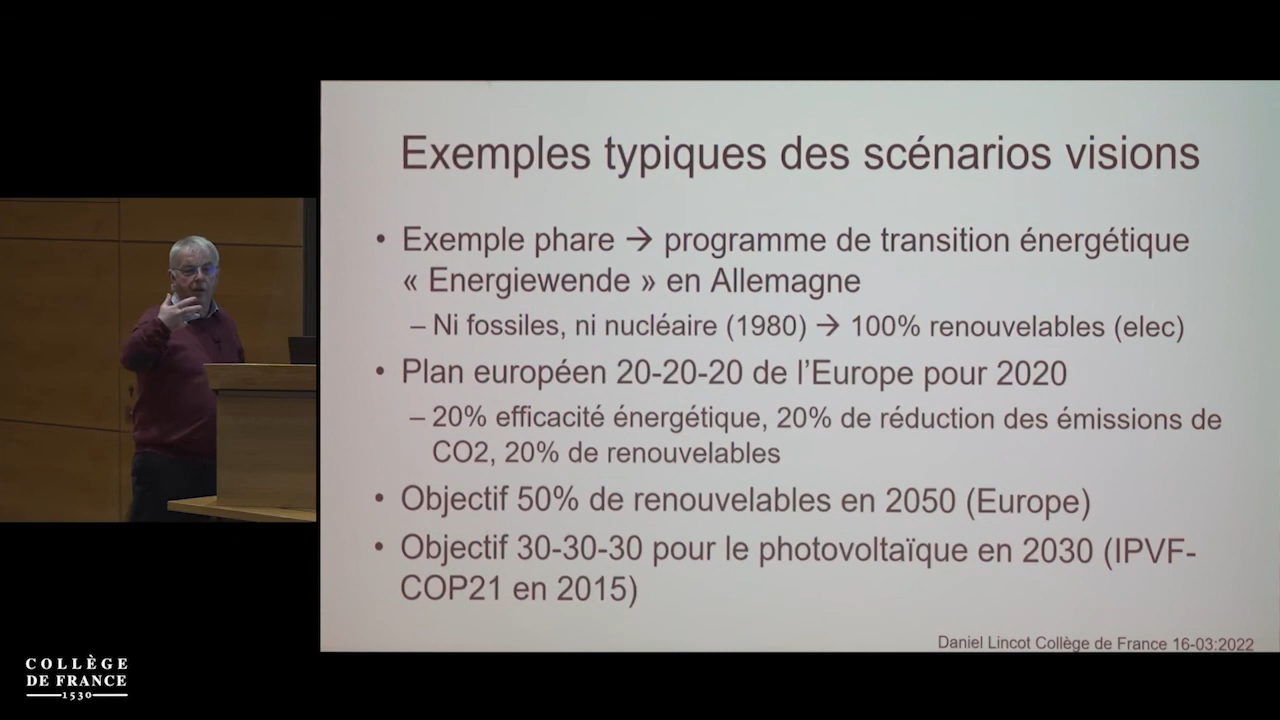 Exemples typiques des scénarios visions
• Exemple phare → programme de transition énergétique
« Energiewende » en Allemagne
– Ni fossiles, ni nucléaire (1980) → 100% renouvelables (elec)
• Plan européen 20-20-20 de l'Europe pour 2020
– 20% efficacité énergétique, 20% de réduction des émissions de
CO2, 20% de renouvelables
• Objectif 50% de renouvelables en 2050 (Europe)
• Objectif 30-30-30 pour le photovoltaïque en 2030 (IPVF-
COP21 en 2015)
Daniel Lincot Collège de France 16-03:2022
COLLÈGE
DE FRANCE
1530